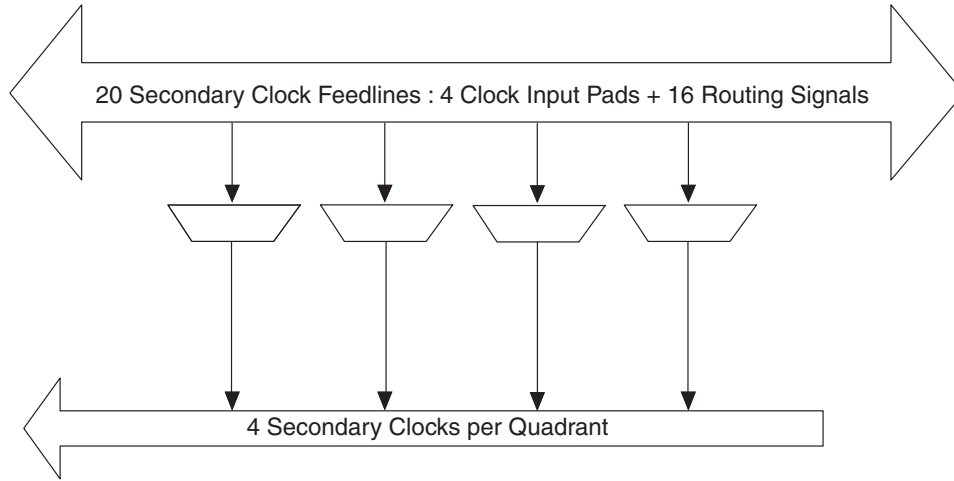 20 Secondary Clock Feedlines : 4 Clock Input Pads + 16 Routing Signals
4 Secondary Clocks per Quadrant